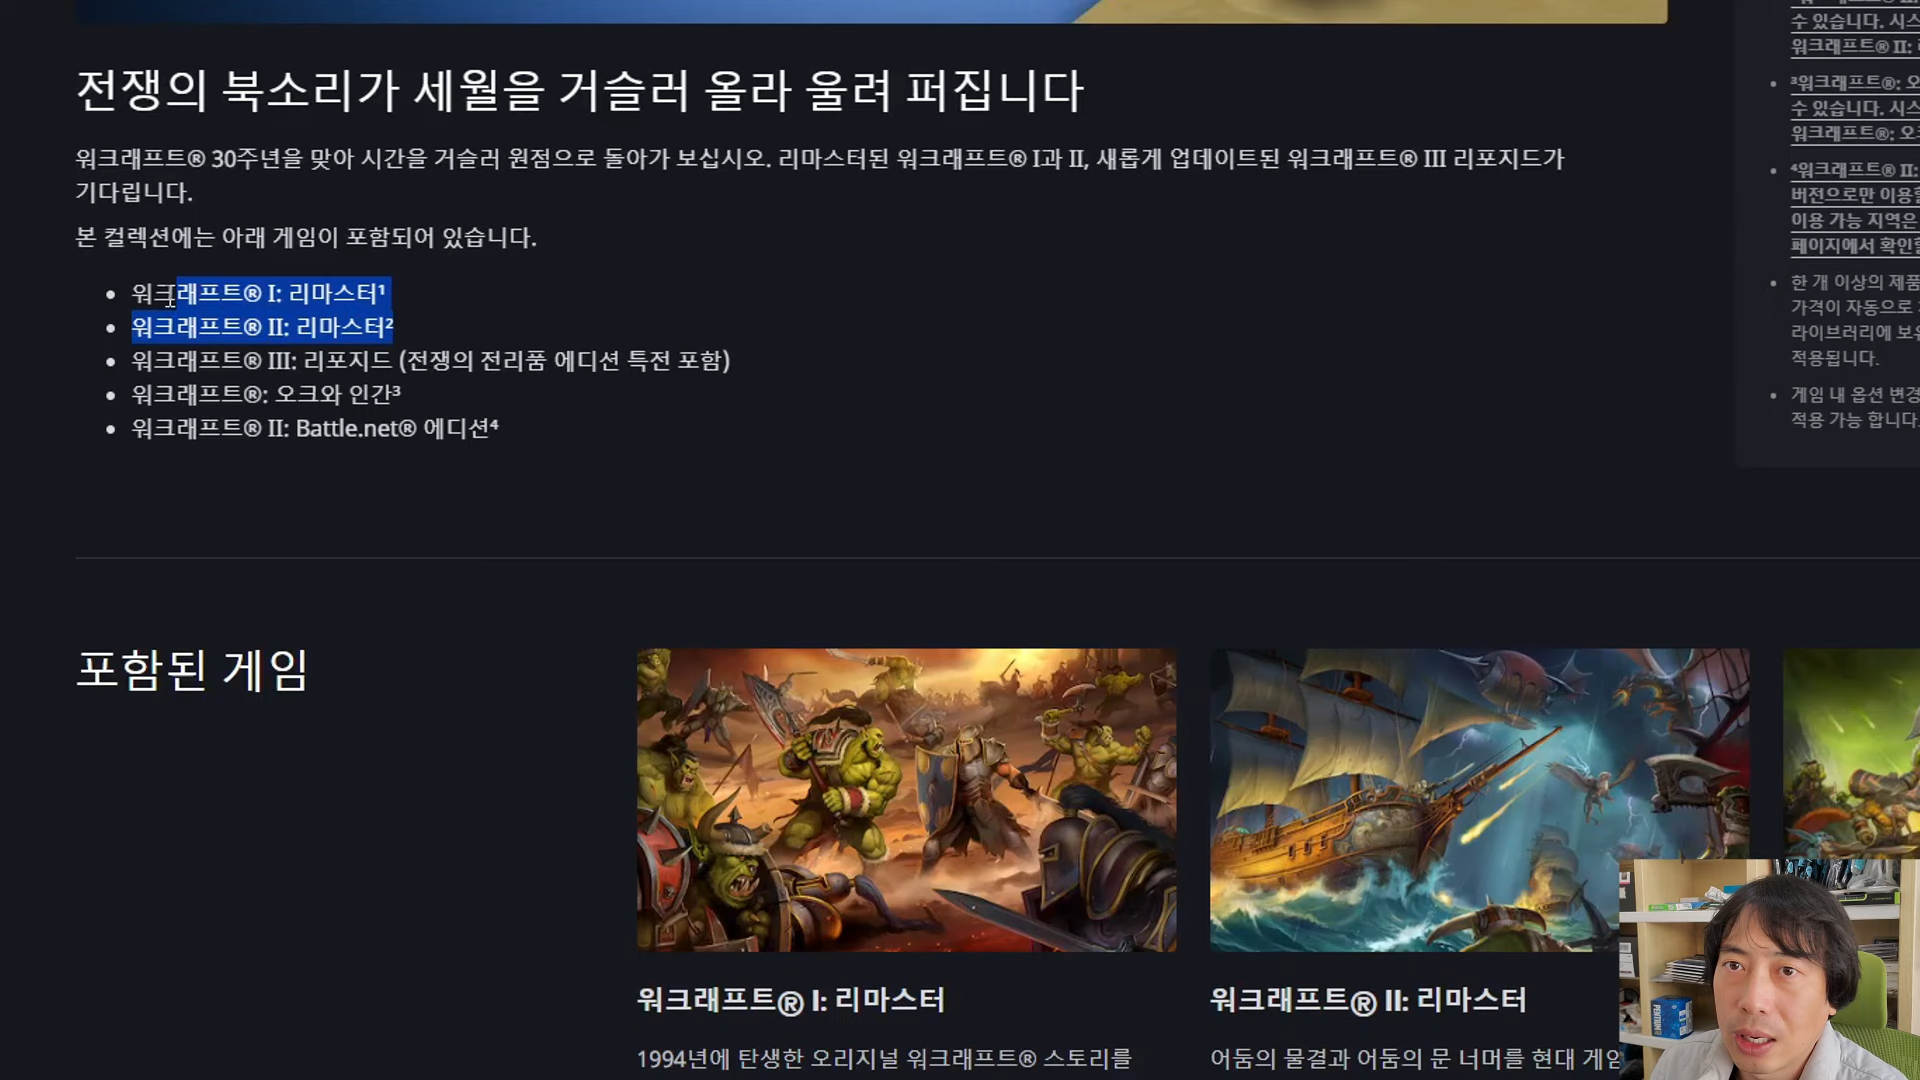 전쟁의 북소리가 세월을 거슬러 올라 울려 퍼집니다
워크래프트® 30주년을 맞아 시간을 거슬러 원점으로 돌아가 보십시오. 리마스터된 워크래프트® I과 II, 새롭게 업데이트된 워크래프트® III 리포지드가
기다립니다.
본 컬렉션에는 아래 게임이 포함되어 있습니다.
워크래프트® I: 리마스터¹
워크래프트® II: 리마스터²
워크래프트® III: 리포지드 (전쟁의 전리품 에디션 특전 포함)
워크래프트®: 오크와 인간³
워크래프트® II: Battle.net® 에디션⁴
수 있습니다. 시스
워크래프트® II:
³워크래프트®: 오
수 있습니다. 시스
워크래프트®: 오
⁴워크래프트® II:
버전으로만 이용
이용 가능 지역은
페이지에서
한 개 이상의 제품
가격이 자동으로
라이브러리에 보유
적용됩니다.
게임 내 옵션 변경
적용 가능 합니다.
포함된 게임
워크래프트® I: 리마스터
1994년에 탄생한 오리지널 워크래프트® 스토리를
워크래프트® II: 리마스터
어둠의 물결과 어둠의 문 너머를 현대 게임
PENTIUM